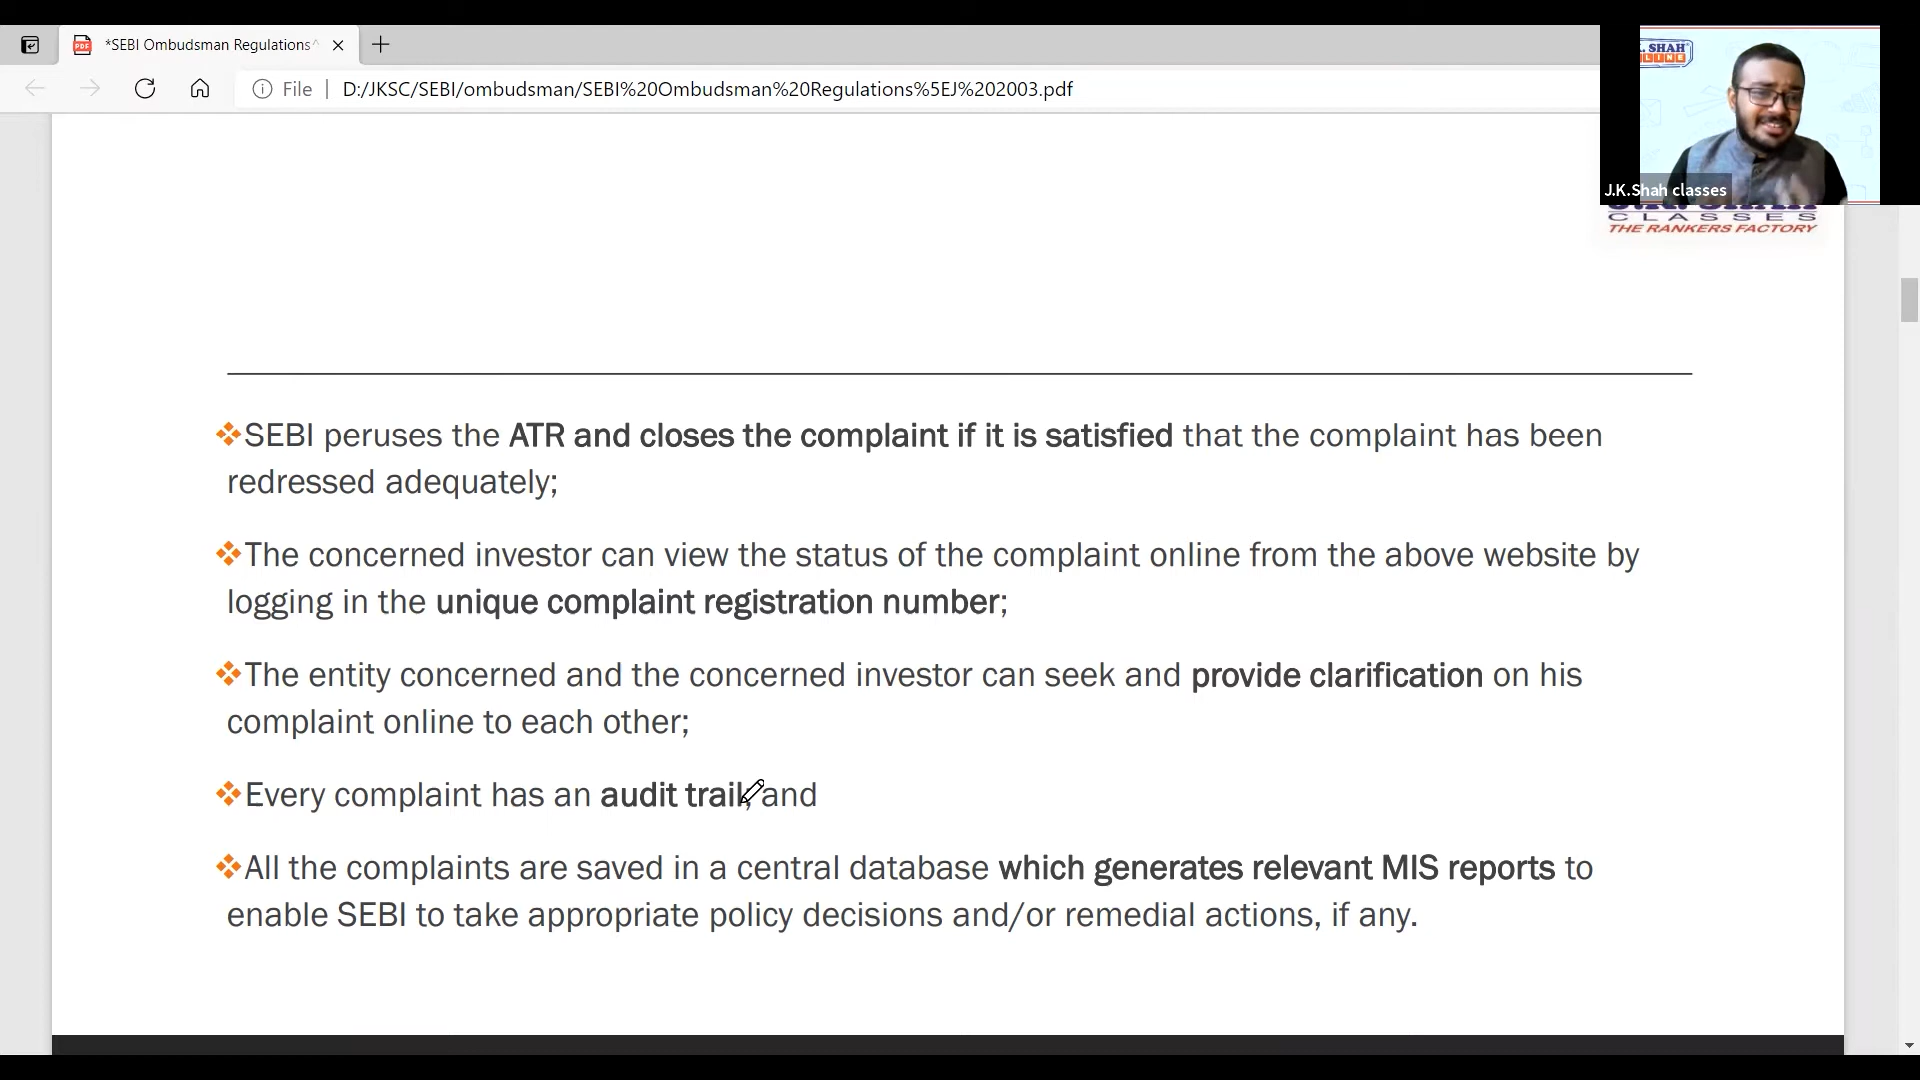 *SEBI Ombudsman Regulations^
File | D:/JKSC/SEBI/ombudsman/SEBI%20Ombudsman%20Regulations%5EJ%202003.pdf
. SHAH
LINE
J.K.Shah classes
CLASSES
THE RANKERS FACTORY
SEBI peruses the ATR and closes the complaint if it is satisfied that the complaint has been
redressed adequately;
The concerned investor can view the status of the complaint online from the above website by
logging in the unique complaint registration number;
The entity concerned and the concerned investor can seek and provide clarification on his
complaint online to each other;
Every complaint has an audit trail, and
All the complaints are saved in a central database which generates relevant MIS reports to
enable SEBI to take appropriate policy decisions and/or remedial actions, if any.